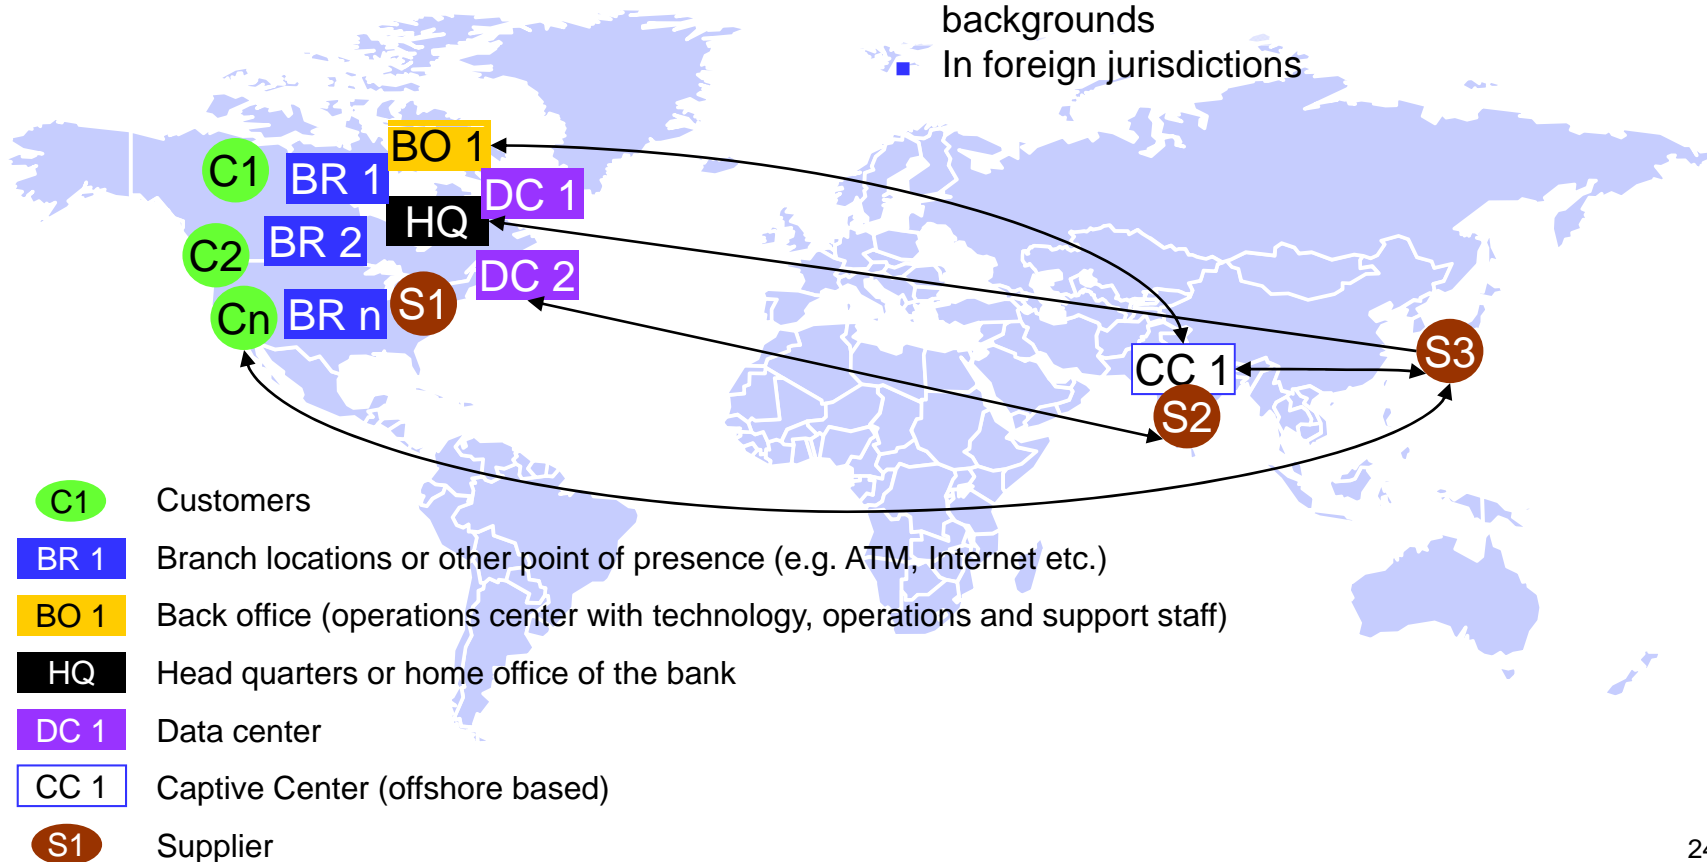 backgrounds
In foreign jurisdictions
BO 1
C1
BR 1
DC 1
HQ
C2
BR 2
DC 2
Cn
BR n
S1
S3
CC 1
S2
C1 Customers
BR 1 Branch locations or other point of presence (e.g. ATM, Internet etc.)
BO 1 Back office (operations center with technology, operations and support staff)
HQ Head quarters or home office of the bank
DC 1 Data center
CC 1 Captive Center (offshore based)
S1 Supplier
24